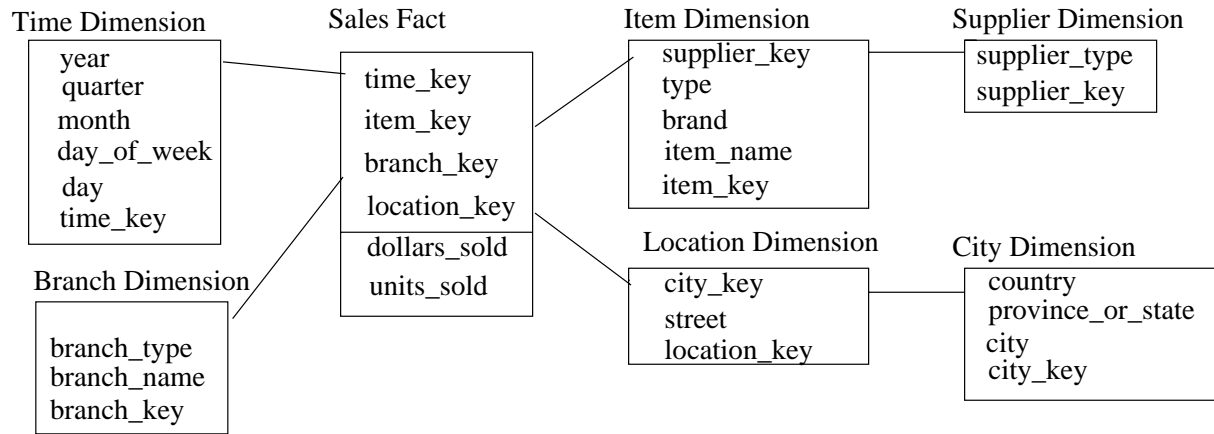 Time Dimension
year
quarter
month
day_of_week
day
time_key
Branch Dimension
branch_type
branch_name
branch_key
Sales Fact
time_key
item_key
branch_key
location_key
dollars_sold
units_sold
Item Dimension
supplier_key
type
brand
item_name
item_key
Location Dimension
city_key
street
location_key
Supplier Dimension
supplier_type
supplier_key
City Dimension
country
province_or_state
city
city_key